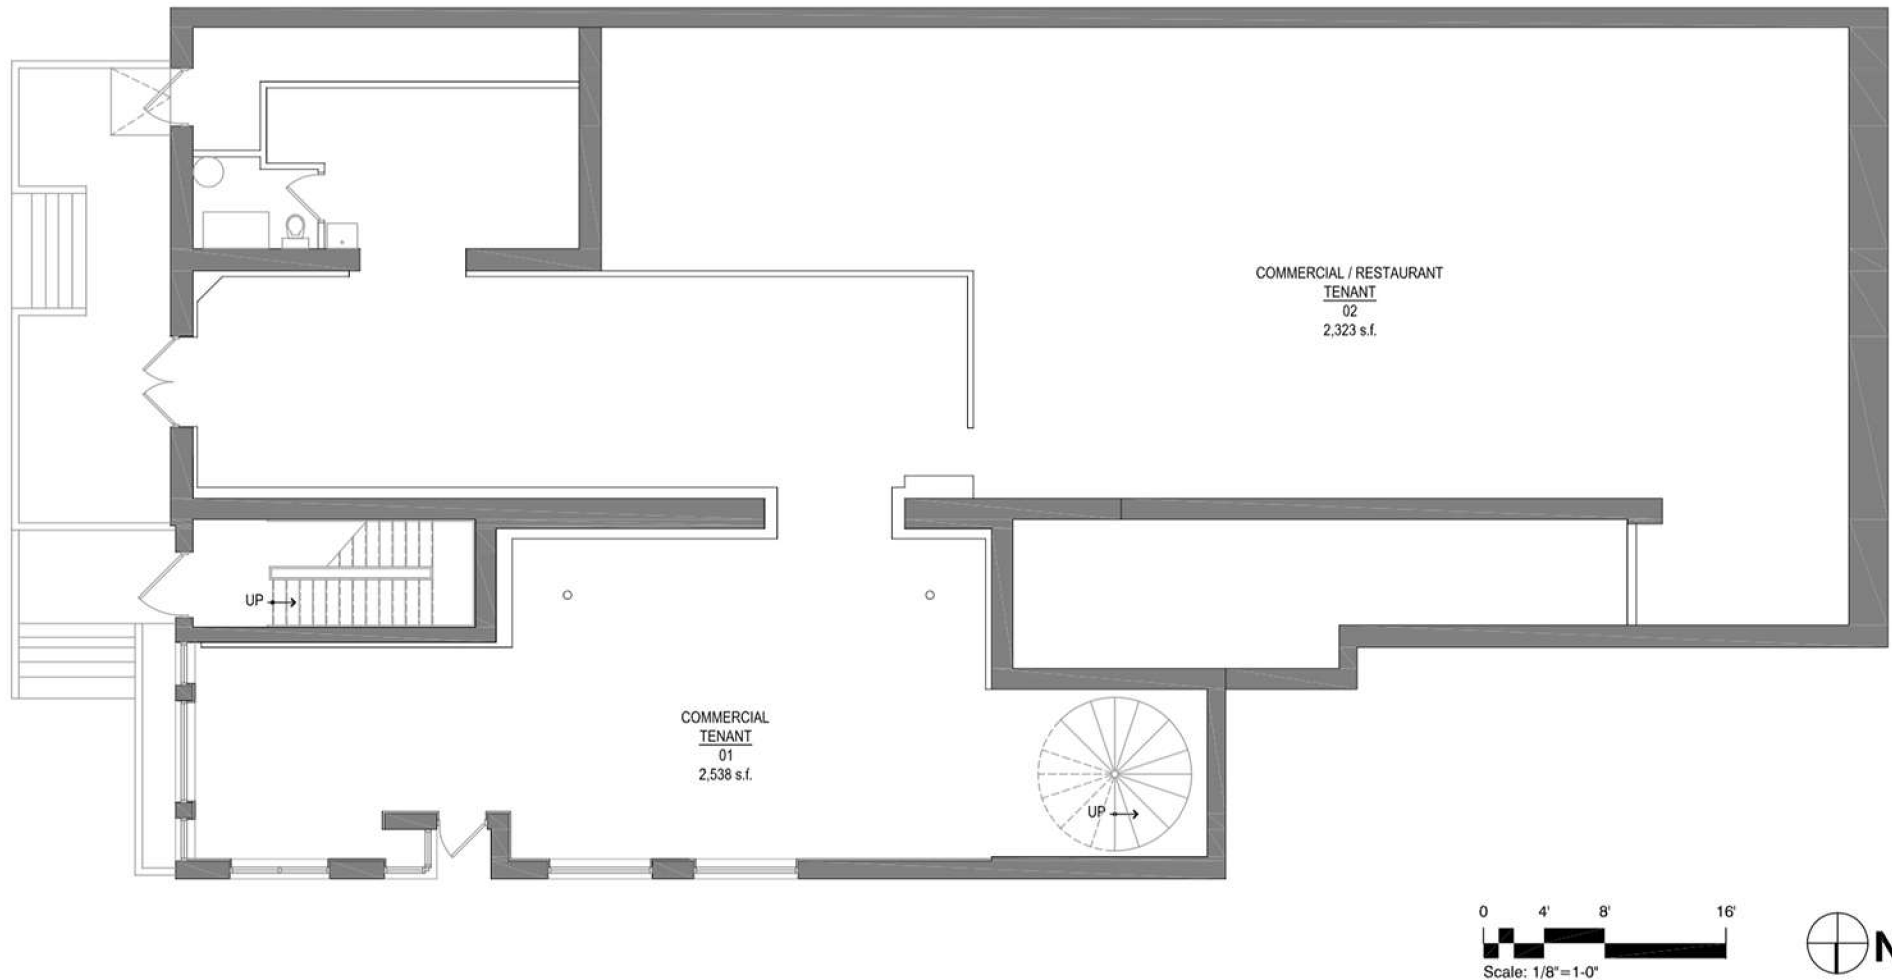 COMMERCIAL / RESTAURANT
TENANT
02
2,323 s.f.
UP
COMMERCIAL
TENANT
01
2,538 s.f.
UP
0 4' 8' 16'
Scale: 1/8"=1-0"
N